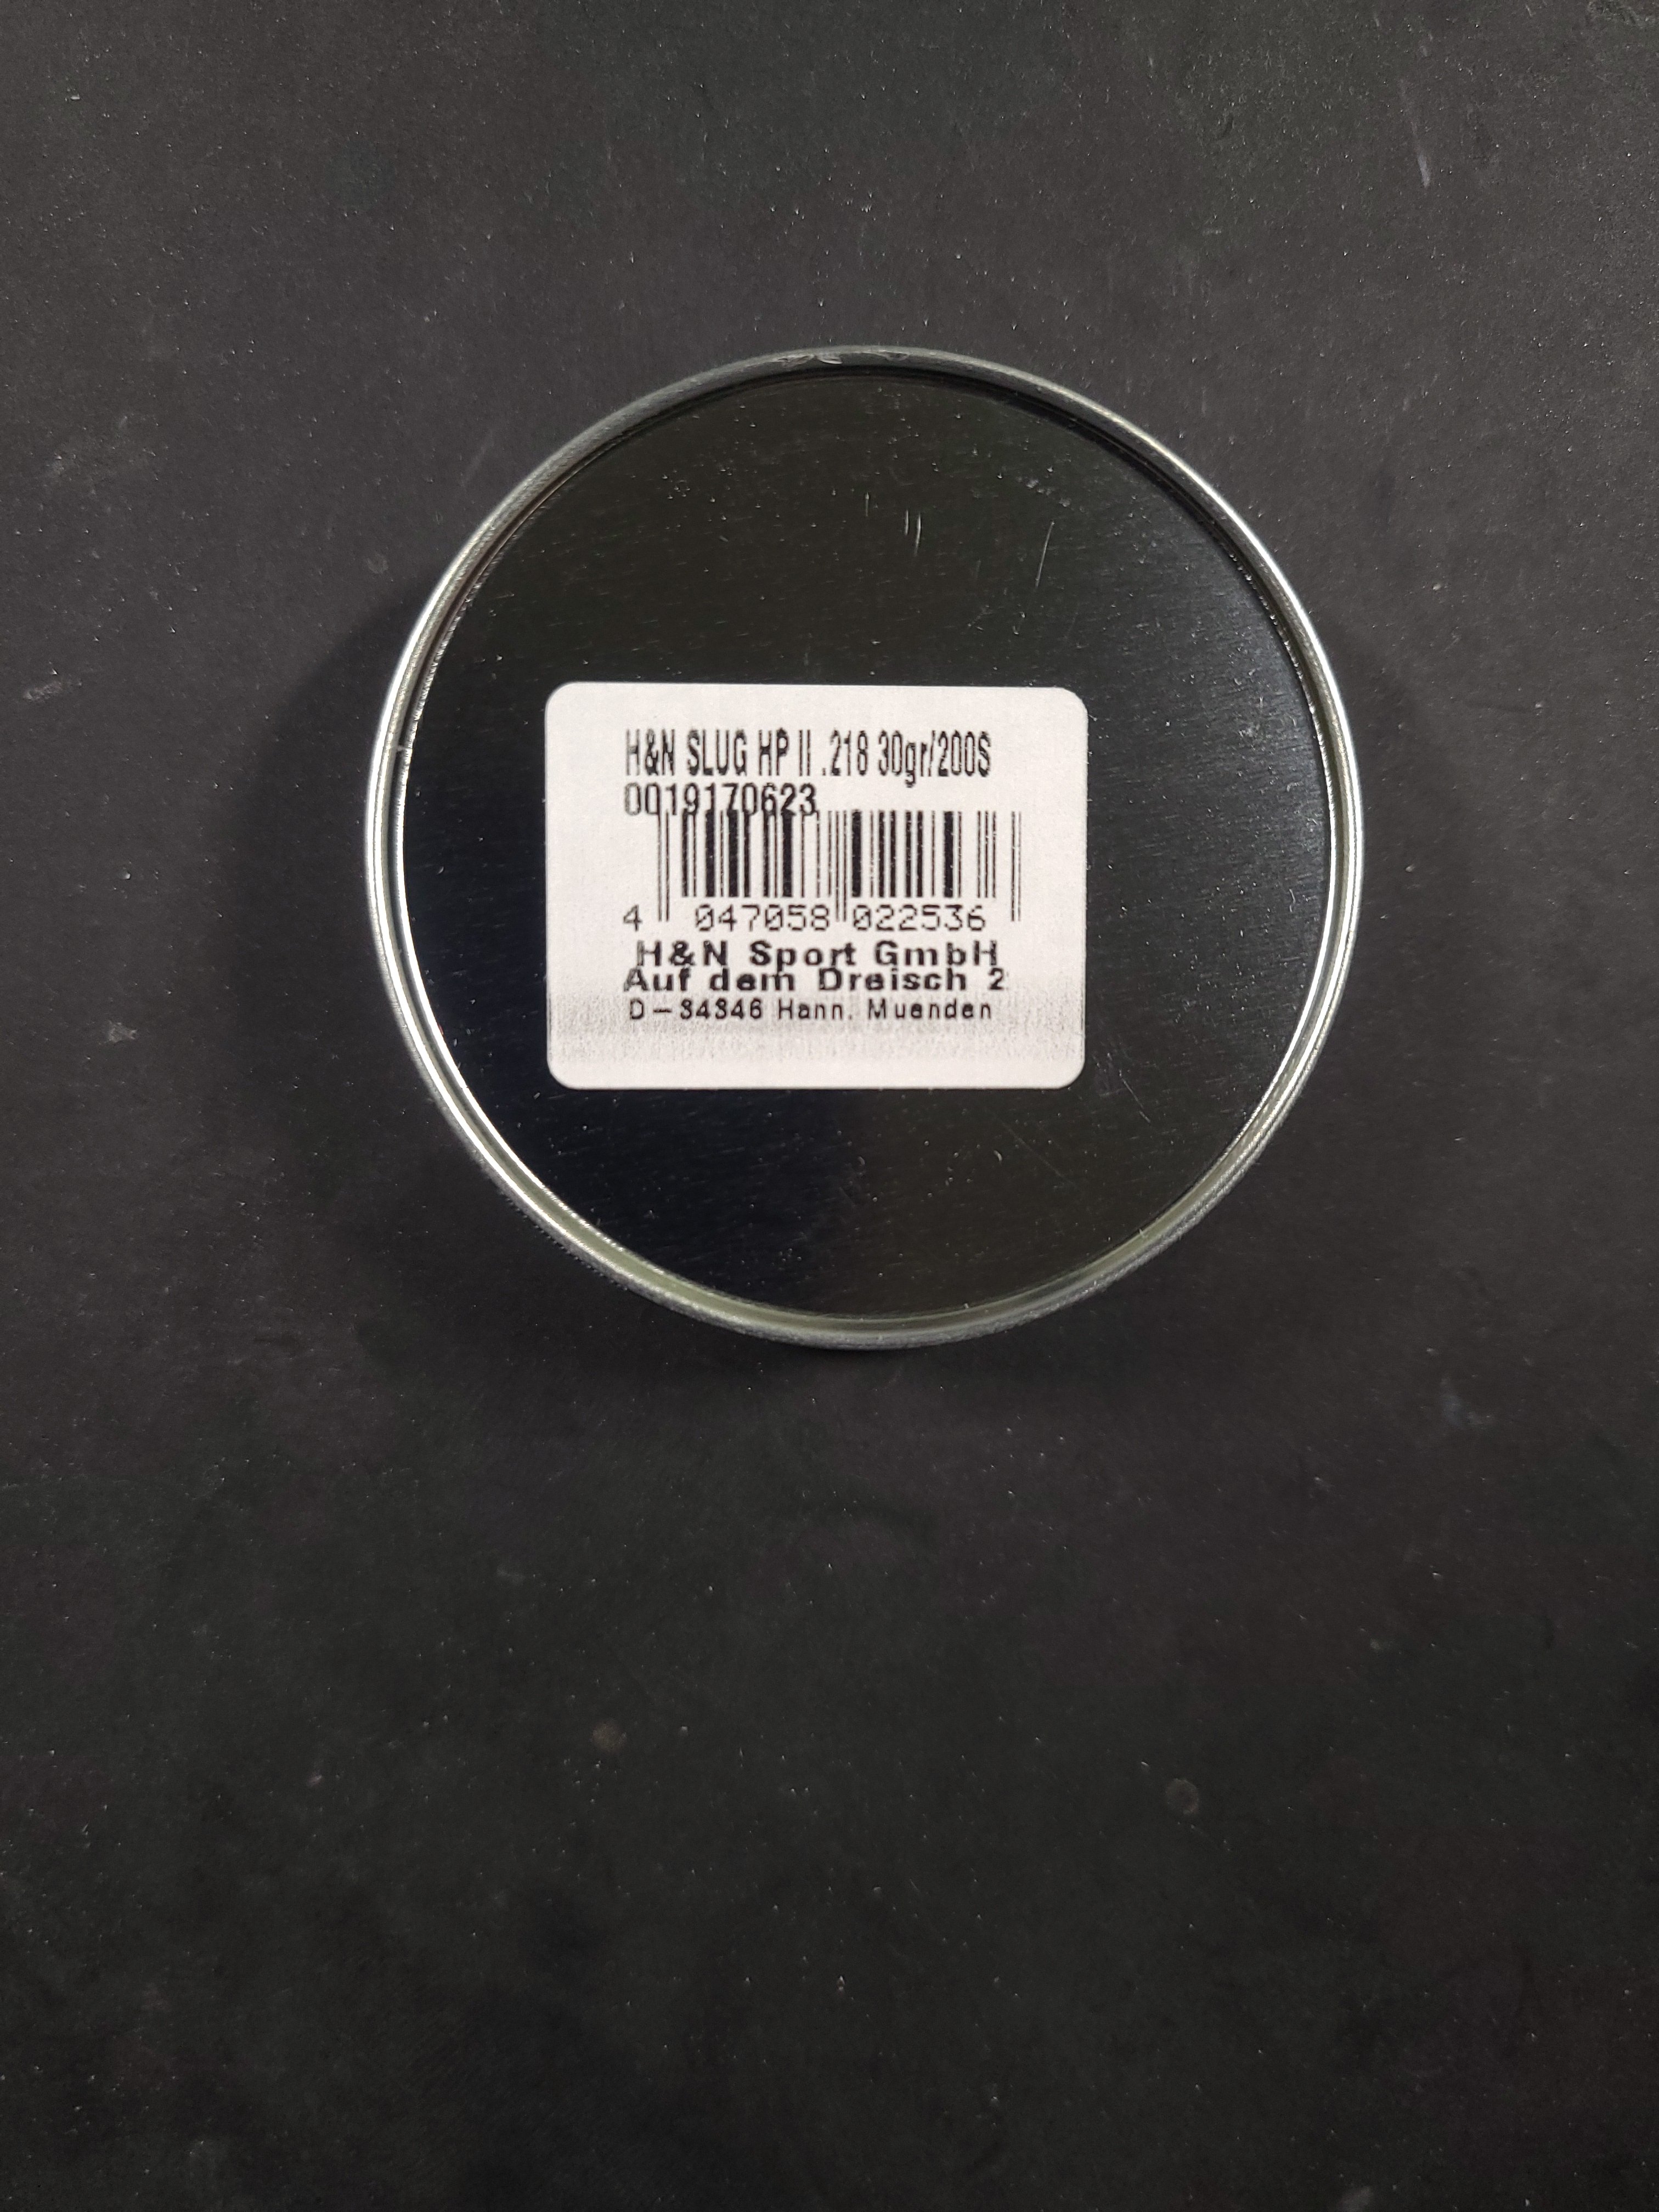 H&N SLUG HP II .218 30gr/200S
0019170623
4 047058 022536
H&N Sport GmbH
Auf dem Dreisch 2
D-34346 Hann. Muenden